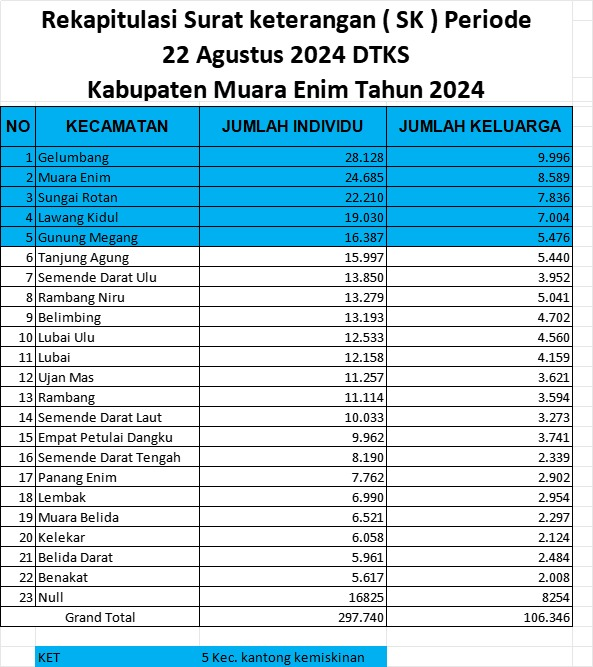 Rekapitulasi Surat keterangan ( SK ) Periode
22 Agustus 2024 DTKS
Kabupaten Muara Enim Tahun 2024
NO KECAMATAN JUMLAH INDIVIDU JUMLAH KELUARGA
1 Gelumbang 28.128 9.996
2 Muara Enim 24.685 8.589
3 Sungai Rotan 22.210 7.836
4 Lawang Kidul 19.030 7.004
5 Gunung Megang 16.387 5.476
6 Tanjung Agung 15.997 5.440
7 Semende Darat Ulu 13.850 3.952
8 Rambang Niru 13.279 5.041
9 Belimbing 13.193 4.702
10 Lubai Ulu 12.533 4.560
11 Lubai 12.158 4.159
12 Ujan Mas 11.257 3.621
13 Rambang 11.114 3.594
14 Semende Darat Laut 10.033 3.273
15 Empat Petulai Dangku 9.962 3.741
16 Semende Darat Tengah 8.190 2.339
17 Panang Enim 7.762 2.902
18 Lembak 6.990 2.954
19 Muara Belida 6.521 2.297
20 Kelekar 6.058 2.124
21 Belida Darat 5.961 2.484
22 Benakat 5.617 2.008
23 Null 16825 8254
Grand Total 297.740 106.346
KET 5 Kec. kantong kemiskinan